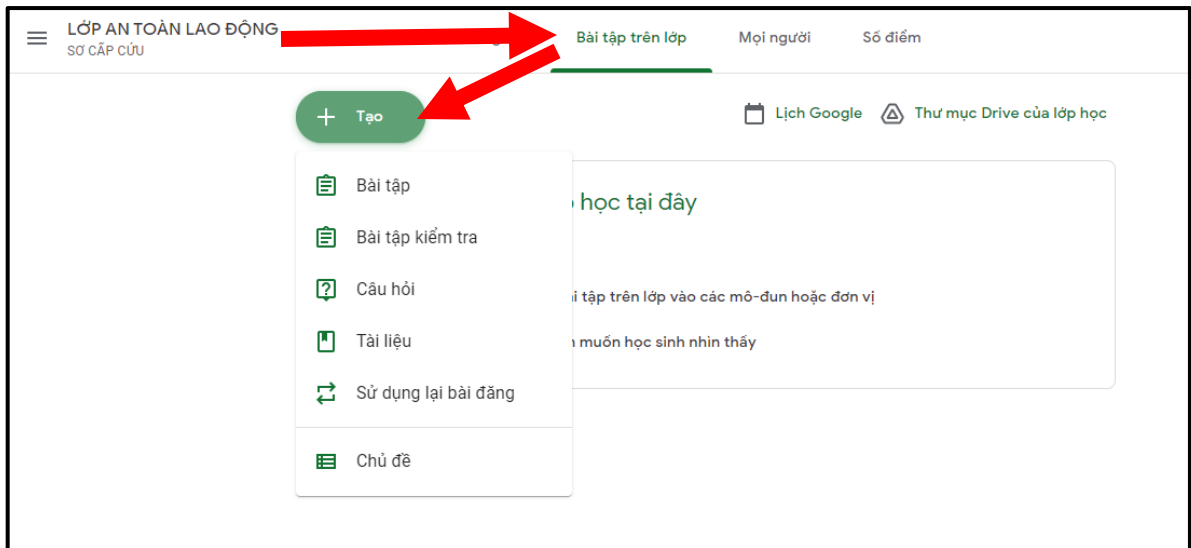 LỚP AN TOÀN LAO ĐỘNG
SƠ CẤP CỨU
Bài tập trên lớp
Mọi người
Số điểm
Tạo
Lịch Google
Thư mục Drive của lớp học
Bài tập
học tại đây
Bài tập kiểm tra
Câu hỏi
tập trên lớp vào các mô-đun hoặc đơn vị
Tài liệu
muốn học sinh nhìn thấy
Sử dụng lại bài đăng
Chủ đề